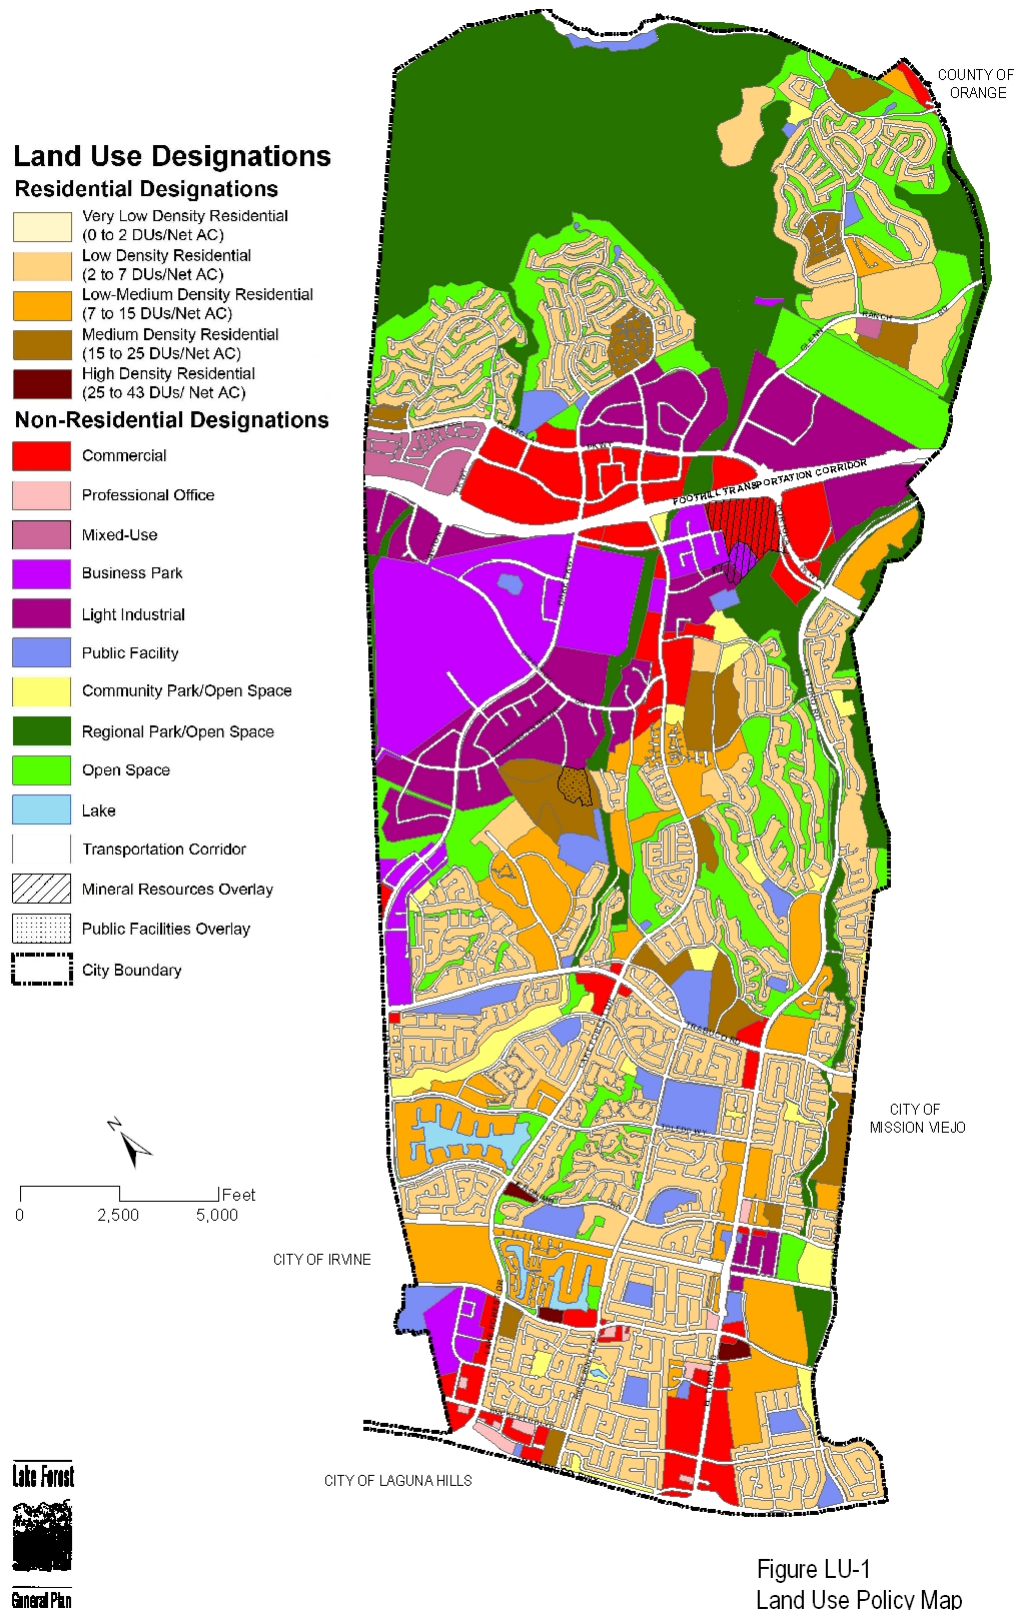 COUNTY OF
ORANGE
Land Use Designations
Residential Designations
Very Low Density Residential
(0 to 2 DUs/Net AC)
Low Density Residential
(2 to 7 DUs/Net AC)
Low-Medium Density Residential
(7 to 15 DUs/Net AC)
Medium Density Residential
(15 to 25 DUs/Net AC)
High Density Residential
(25 to 43 DUs/ Net AC)
Non-Residential Designations
Commercial
Professional Office
Mixed-Use
Business Park
Light Industrial
Public Facility
Community Park/Open Space
Regional Park/Open Space
Open Space
Lake
Transportation Corridor
Mineral Resources Overlay
Public Facilities Overlay
City Boundary
GLENN RANCH RD
FOOTHILL TRANSPORTATION CORRIDOR
TRABUCO RD
CITY OF
MISSION VIEJO
N
Feet
0 2,500 5,000
CITY OF IRVINE
CITY OF LAGUNA HILLS
Lake Forest
General Plan
Figure LU-1
Land Use Policy Map